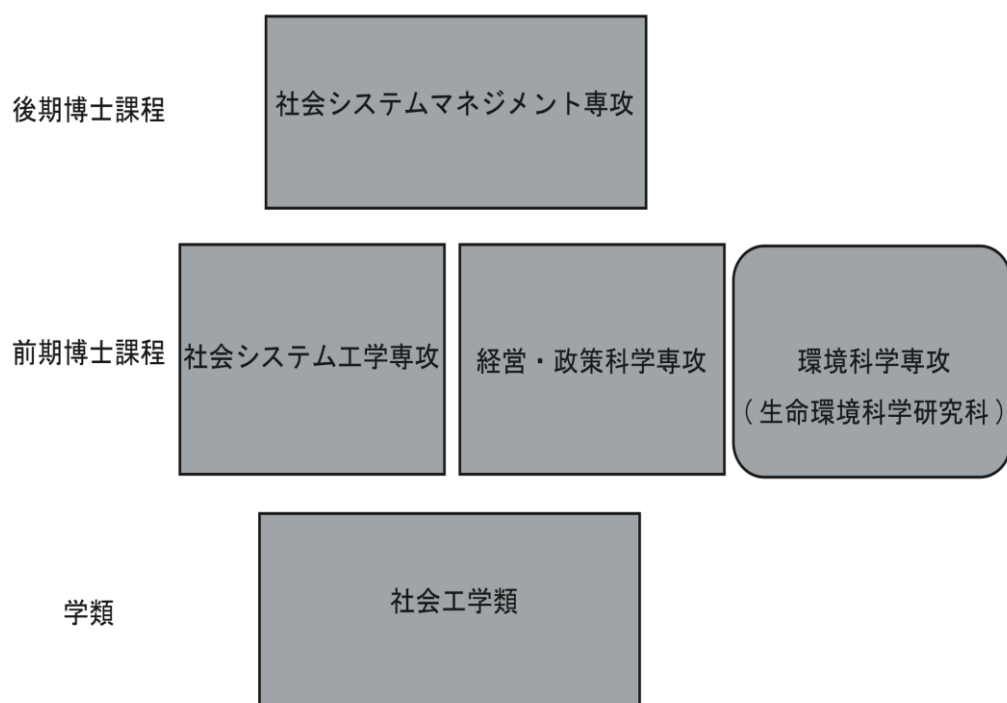 後期博士課程
社会システムマネジメント専攻
前期博士課程
社会システム工学専攻
経営・政策科学専攻
環境科学専攻
(生命環境科学研究科)
学類
社会工学類